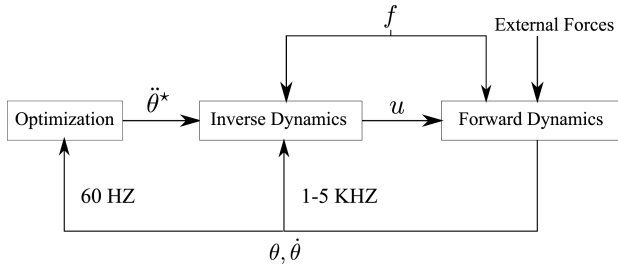 f
External Forces
Optimization
θ̈⋆
Inverse Dynamics
u
Forward Dynamics
60 HZ
1-5 KHZ
θ, θ̇